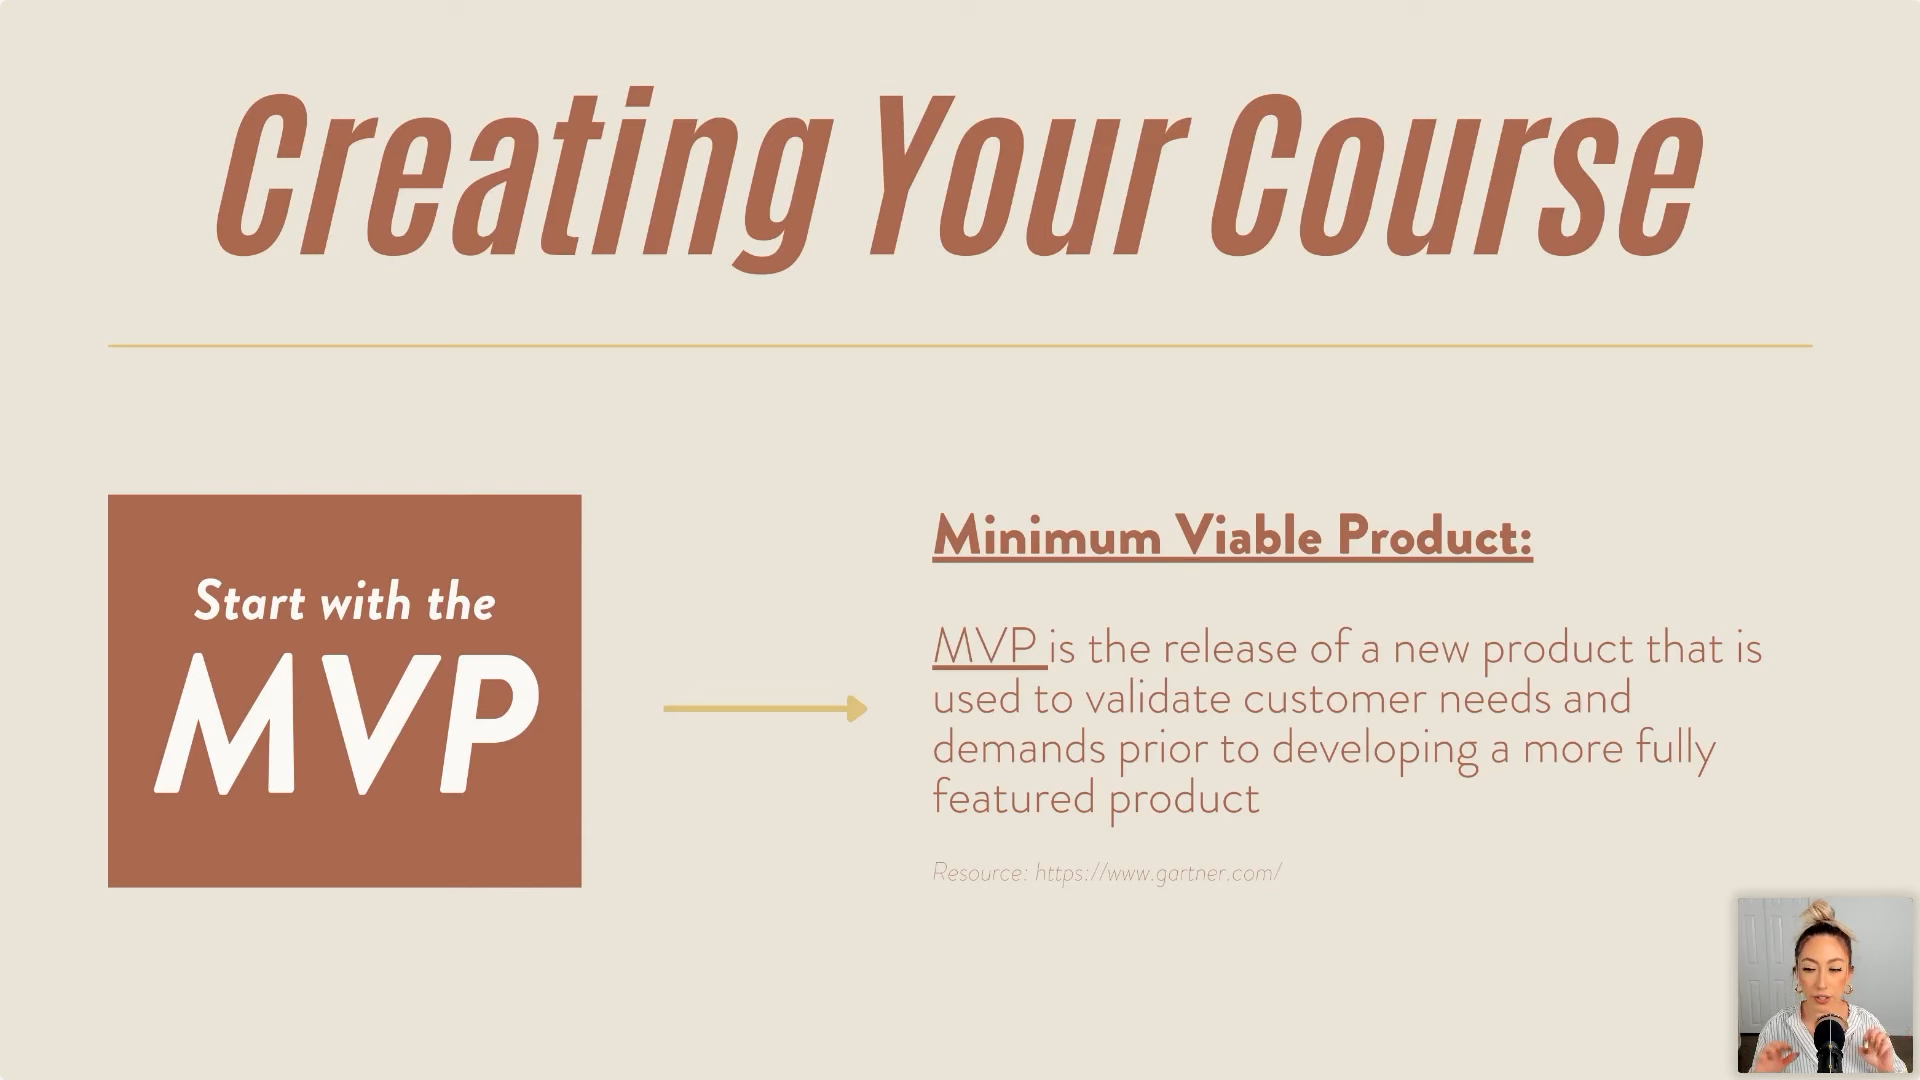 Creating Your Course
Start with the
MVP
Minimum Viable Product:
MVP is the release of a new product that is
used to validate customer needs and
demands prior to developing a more fully
featured product
Resource: https://www.gartner.com/